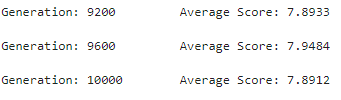 Generation: 9200 Average Score: 7.8933
Generation: 9600 Average Score: 7.9484
Generation: 10000 Average Score: 7.8912